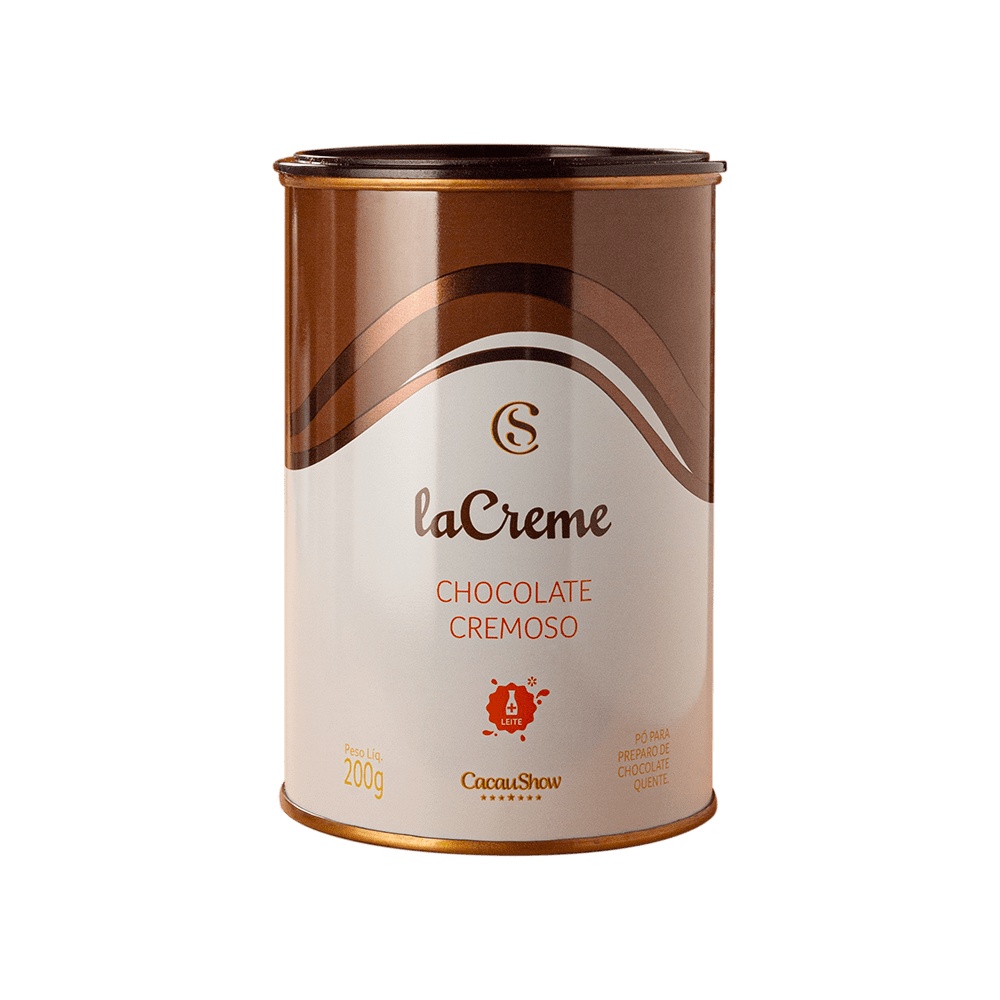 CS
laCreme
CHOCOLATE
CREMOSO
LEITE
Peso Líq.
200g
CacauShow
PÓ PARA
PREPARO DE
CHOCOLATE
QUENTE.